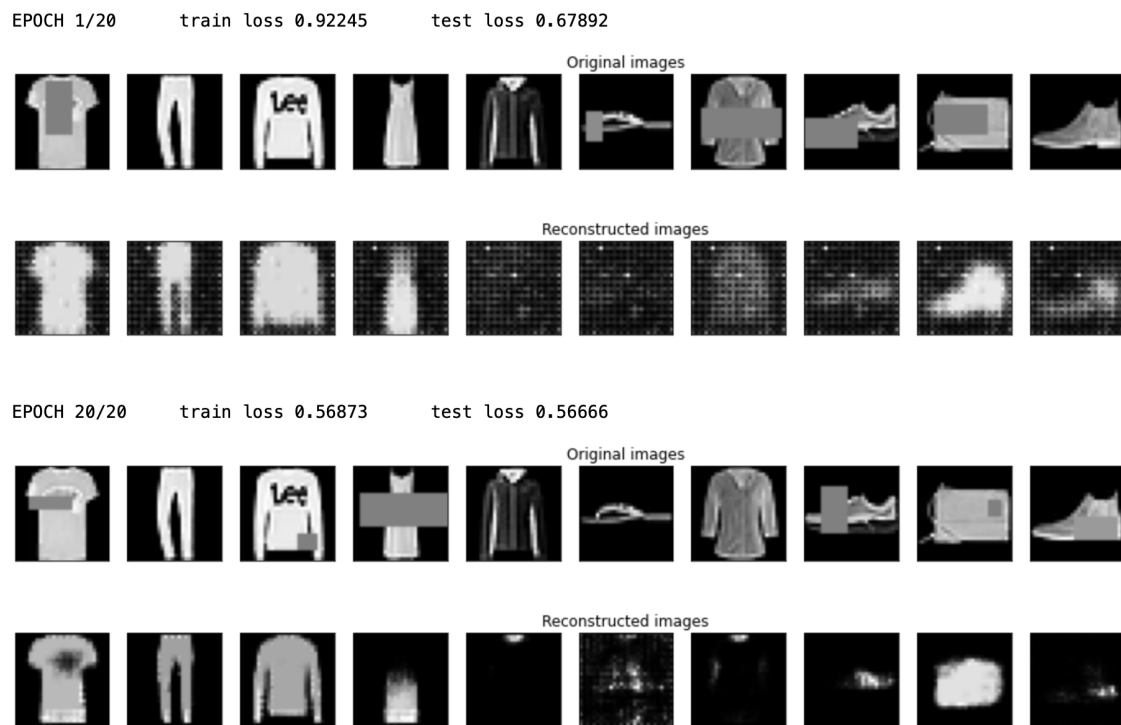 EPOCH 1/20 train loss 0.92245 test loss 0.67892
Original images
Lee
Reconstructed images
EPOCH 20/20 train loss 0.56873 test loss 0.56666
Original images
Lee
Reconstructed images